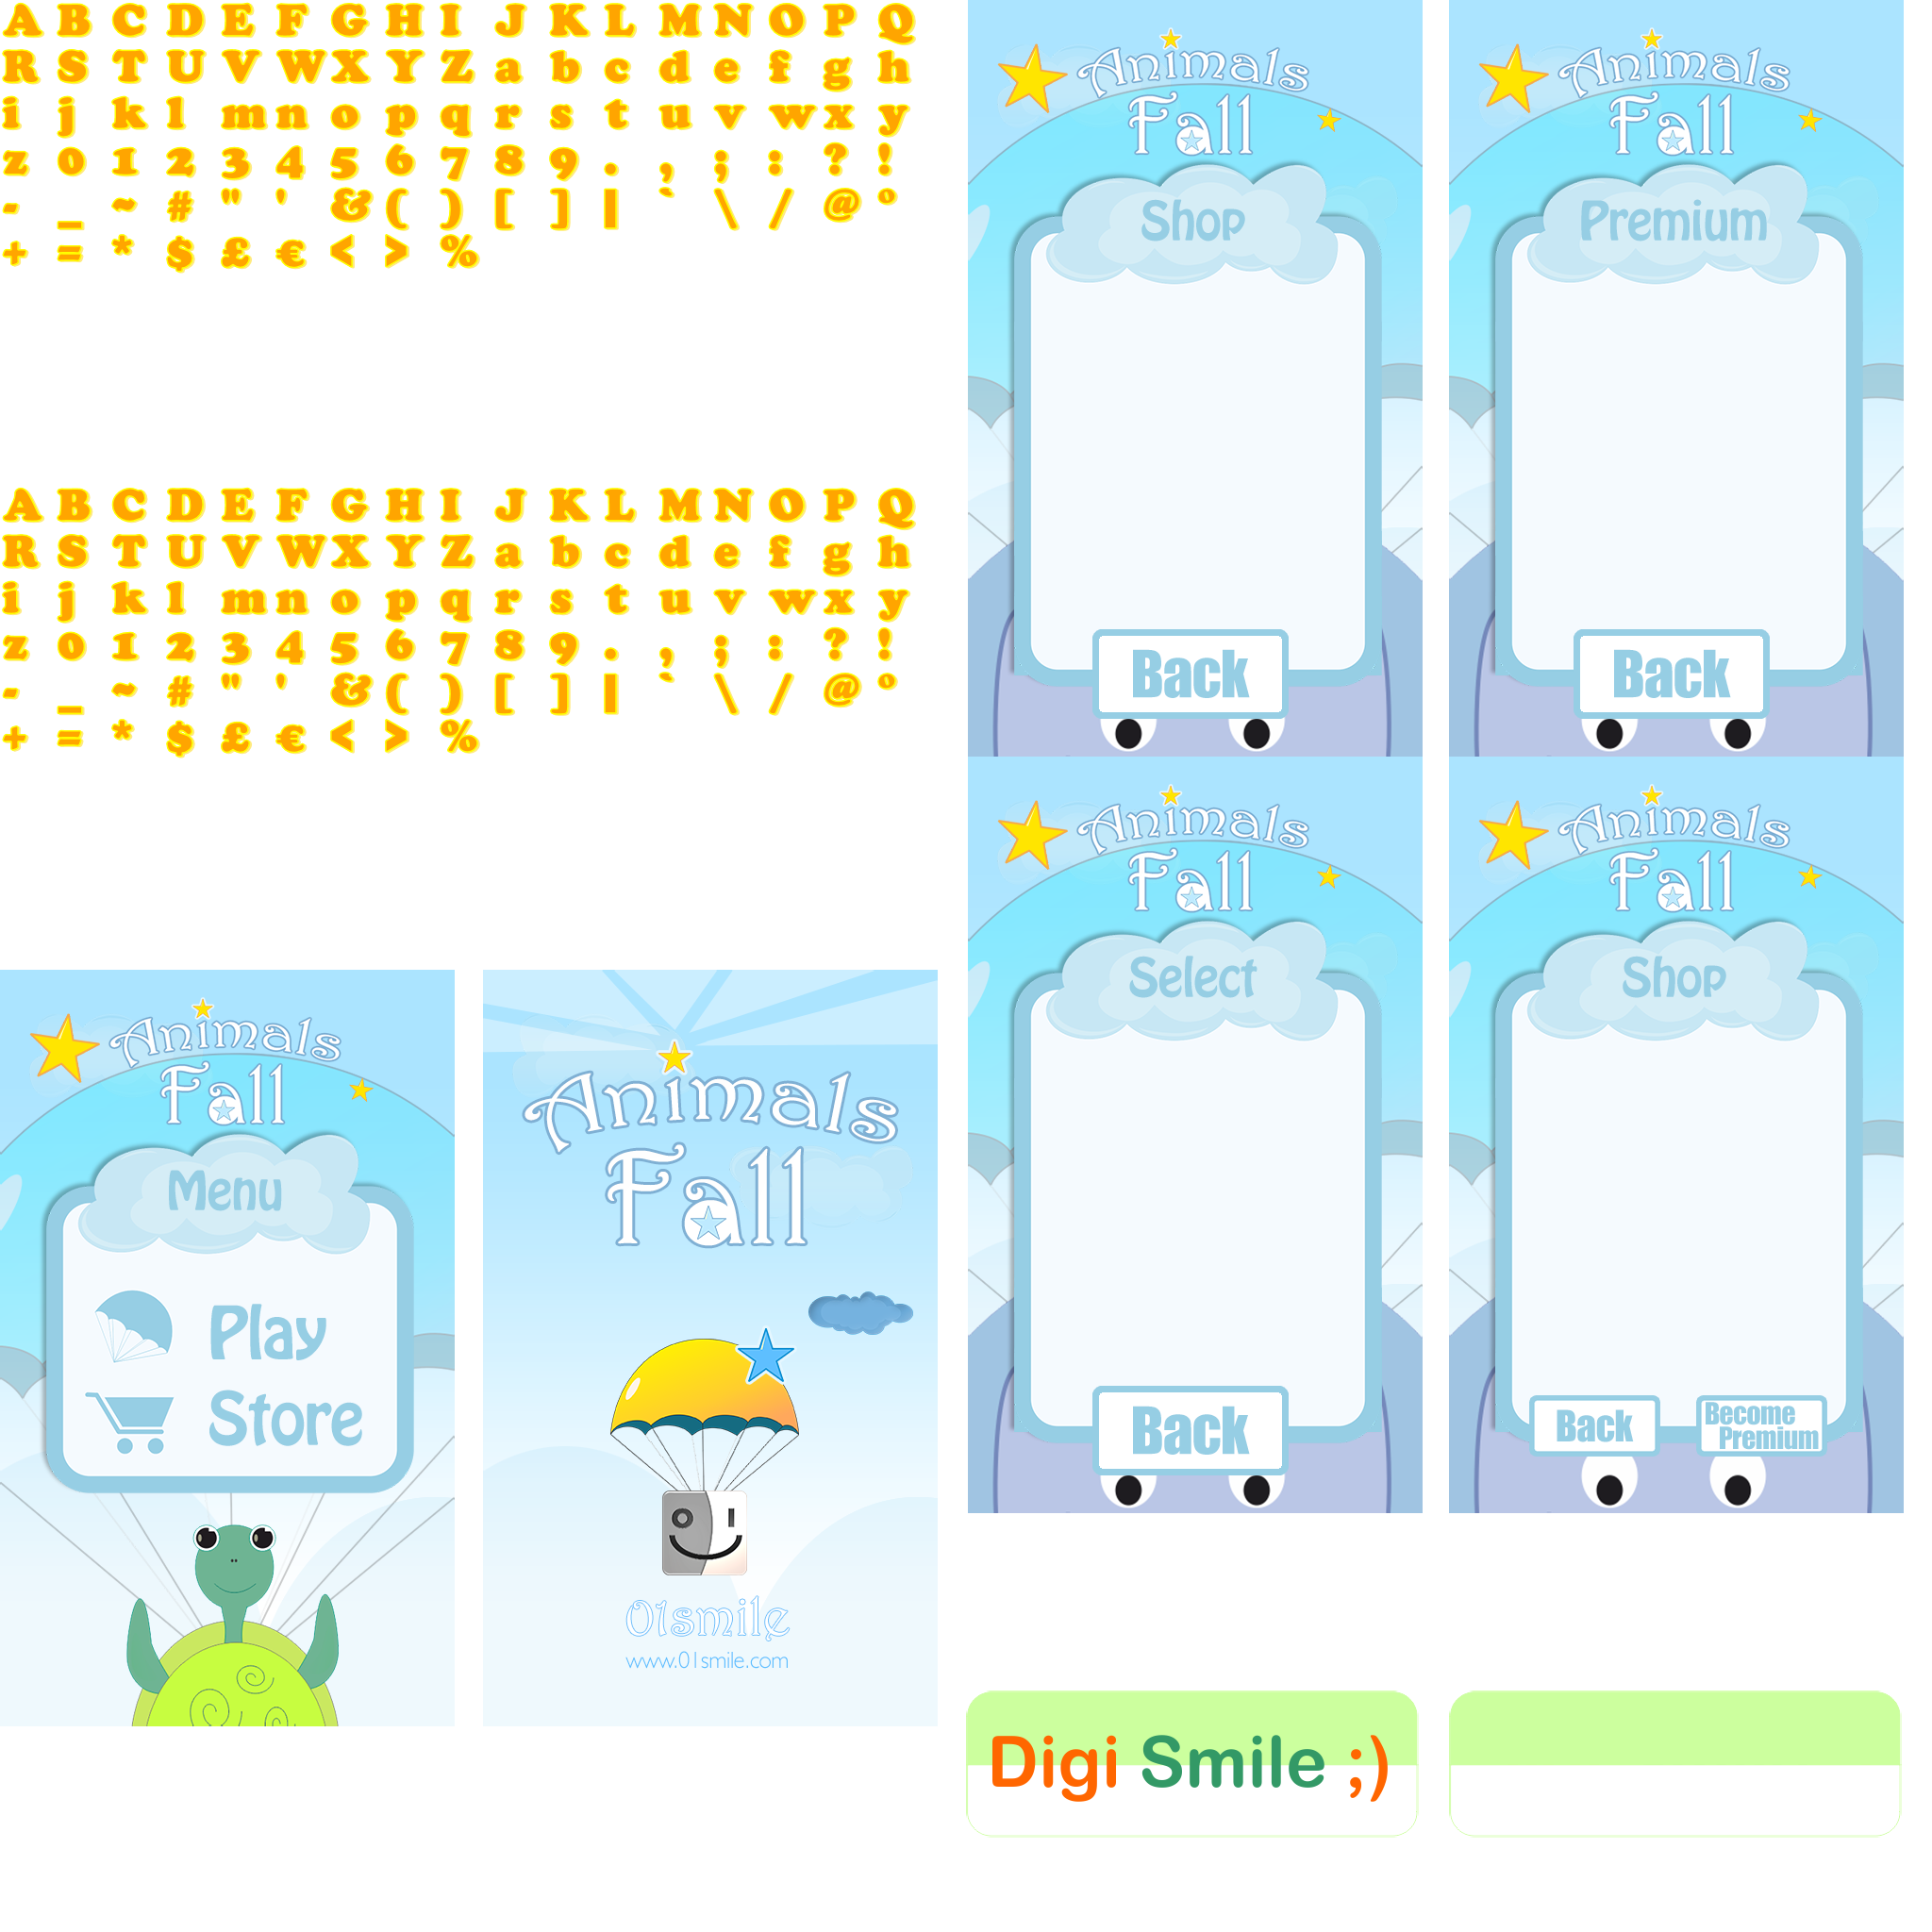 A B C D E F G H I J K L M N O P Q
R S T U V W X Y Z a b c d e f g h
i j k l m n o p q r s t u v w x y
z 0 1 2 3 4 5 6 7 8 9 . , ; : ? !
- _ ~ # " ' & ( ) [ ] | ` \ / @ º
+ = * $ £ € < > %
A B C D E F G H I J K L M N O P Q
R S T U V W X Y Z a b c d e f g h
i j k l m n o p q r s t u v w x y
z 0 1 2 3 4 5 6 7 8 9 . , ; : ? !
- _ ~ # " ' & ( ) [ ] | ` \ / @ º
+ = * $ £ € < > %
Animals
Fall
Shop
Back
Animals
Fall
Premium
Back
Animals
Fall
Menu
Play
Store
Animals
Fall
01smile
www.01smile.com
Animals
Fall
Select
Back
Animals
Fall
Shop
Back
Become
Premium
Digi Smile ;)